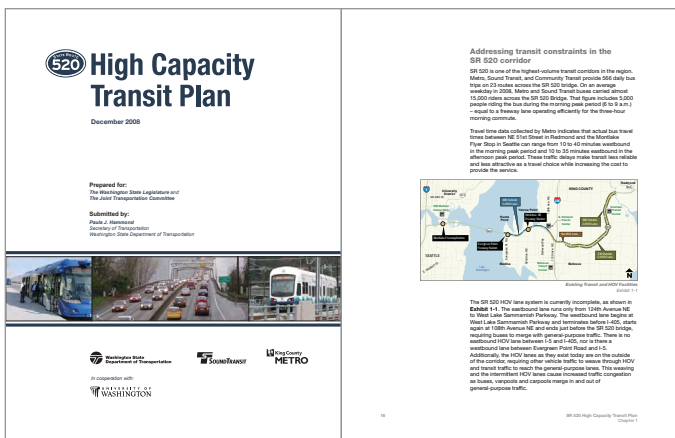 STATE ROUTE
520
High Capacity
Transit Plan
December 2008
Prepared for:
The Washington State Legislature and
The Joint Transportation Committee
Submitted by:
Paula J. Hammond
Secretary of Transportation
Washington State Department of Transportation
Washington State
Department of Transportation
SOUNDTRANSIT
King County
METRO
In cooperation with:
UNIVERSITY OF
WASHINGTON
Addressing transit constraints in the
SR 520 corridor
SR 520 is one of the highest-volume transit corridors in the region.
Metro, Sound Transit, and Community Transit provide 566 daily bus
trips on 23 routes across the SR 520 bridge. On an average
weekday in 2008, Metro and Sound Transit buses carried almost
15,000 riders across the SR 520 Bridge. That figure includes 5,000
people riding the bus during the morning peak period (6 to 9 a.m.)
– equal to a freeway lane operating efficiently for the three-hour
morning commute.
Travel time data collected by Metro indicates that actual bus travel
times between NE 51st Street in Redmond and the Montlake
Flyer Stop in Seattle can range from 10 to 40 minutes westbound
in the morning peak period and 10 to 35 minutes eastbound in the
afternoon peak period. These traffic delays make transit less reliable
and less attractive as a travel choice while increasing the cost to
provide the service.
University
District
KING COUNTY
Redmond
SEATTLE
Medina
Bellevue
N
Existing Transit and HOV Facilities
Exhibit 1-1
The SR 520 HOV lane system is currently incomplete, as shown in
Exhibit 1-1. The eastbound lane runs only from 124th Avenue NE
to West Lake Sammamish Parkway. The westbound lane begins at
West Lake Sammamish Parkway and terminates before I-405, starts
again at 108th Avenue NE and ends just before the SR 520 bridge,
requiring buses to merge with general-purpose traffic. There is no
eastbound HOV lane between I-5 and I-405, nor is there a
westbound lane between Evergreen Point Road and I-5.
Additionally, the HOV lanes as they exist today are on the outside
of the corridor, requiring other vehicle traffic to weave through HOV
and transit traffic to reach the general-purpose lanes. This weaving
and the intermittent HOV lanes cause increased traffic congestion
as buses, vanpools and carpools merge in and out of
general-purpose traffic.
16
SR 520 High Capacity Transit Plan
Chapter 1